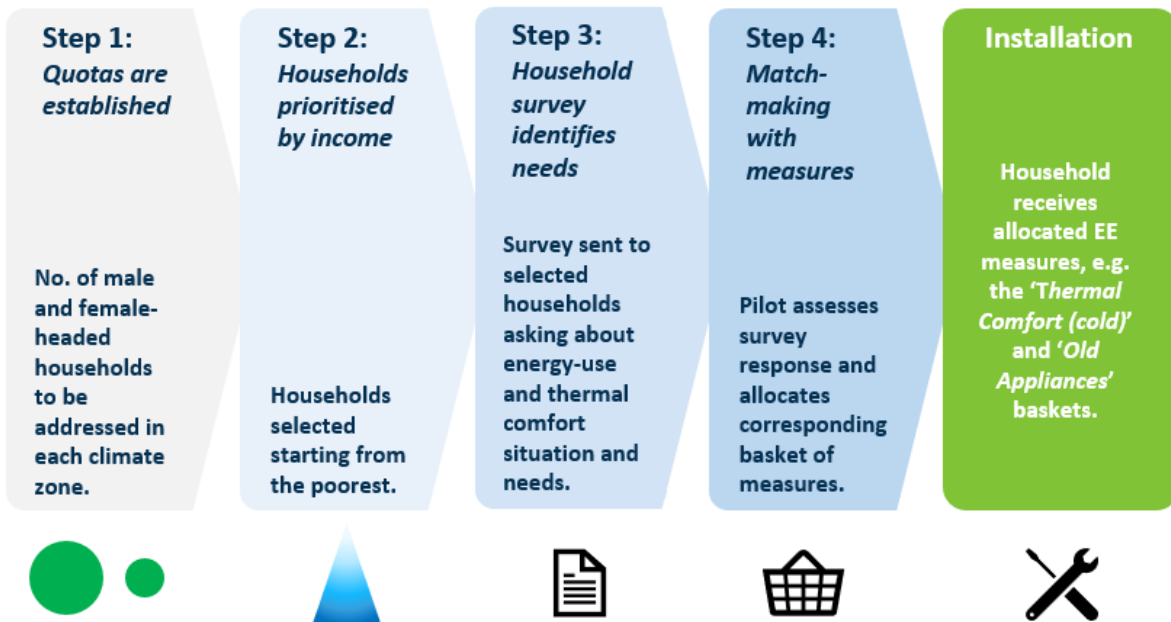 Step 1:
Quotas are
established
No. of male
and female-
headed
households
to be
addressed in
each climate
zone.
Step 2:
Households
prioritised
by income
Households
selected
starting from
the poorest.
Step 3:
Household
survey
identifies
needs
Survey sent to
selected
households
asking about
energy-use
and thermal
comfort
situation and
needs.
Step 4:
Match-
making
with
measures
Pilot assesses
survey
response and
allocates
corresponding
basket of
measures.
Installation
Household
receives
allocated EE
measures, e.g.
the ‘Thermal
Comfort (cold)’
and ‘Old
Appliances’
baskets.